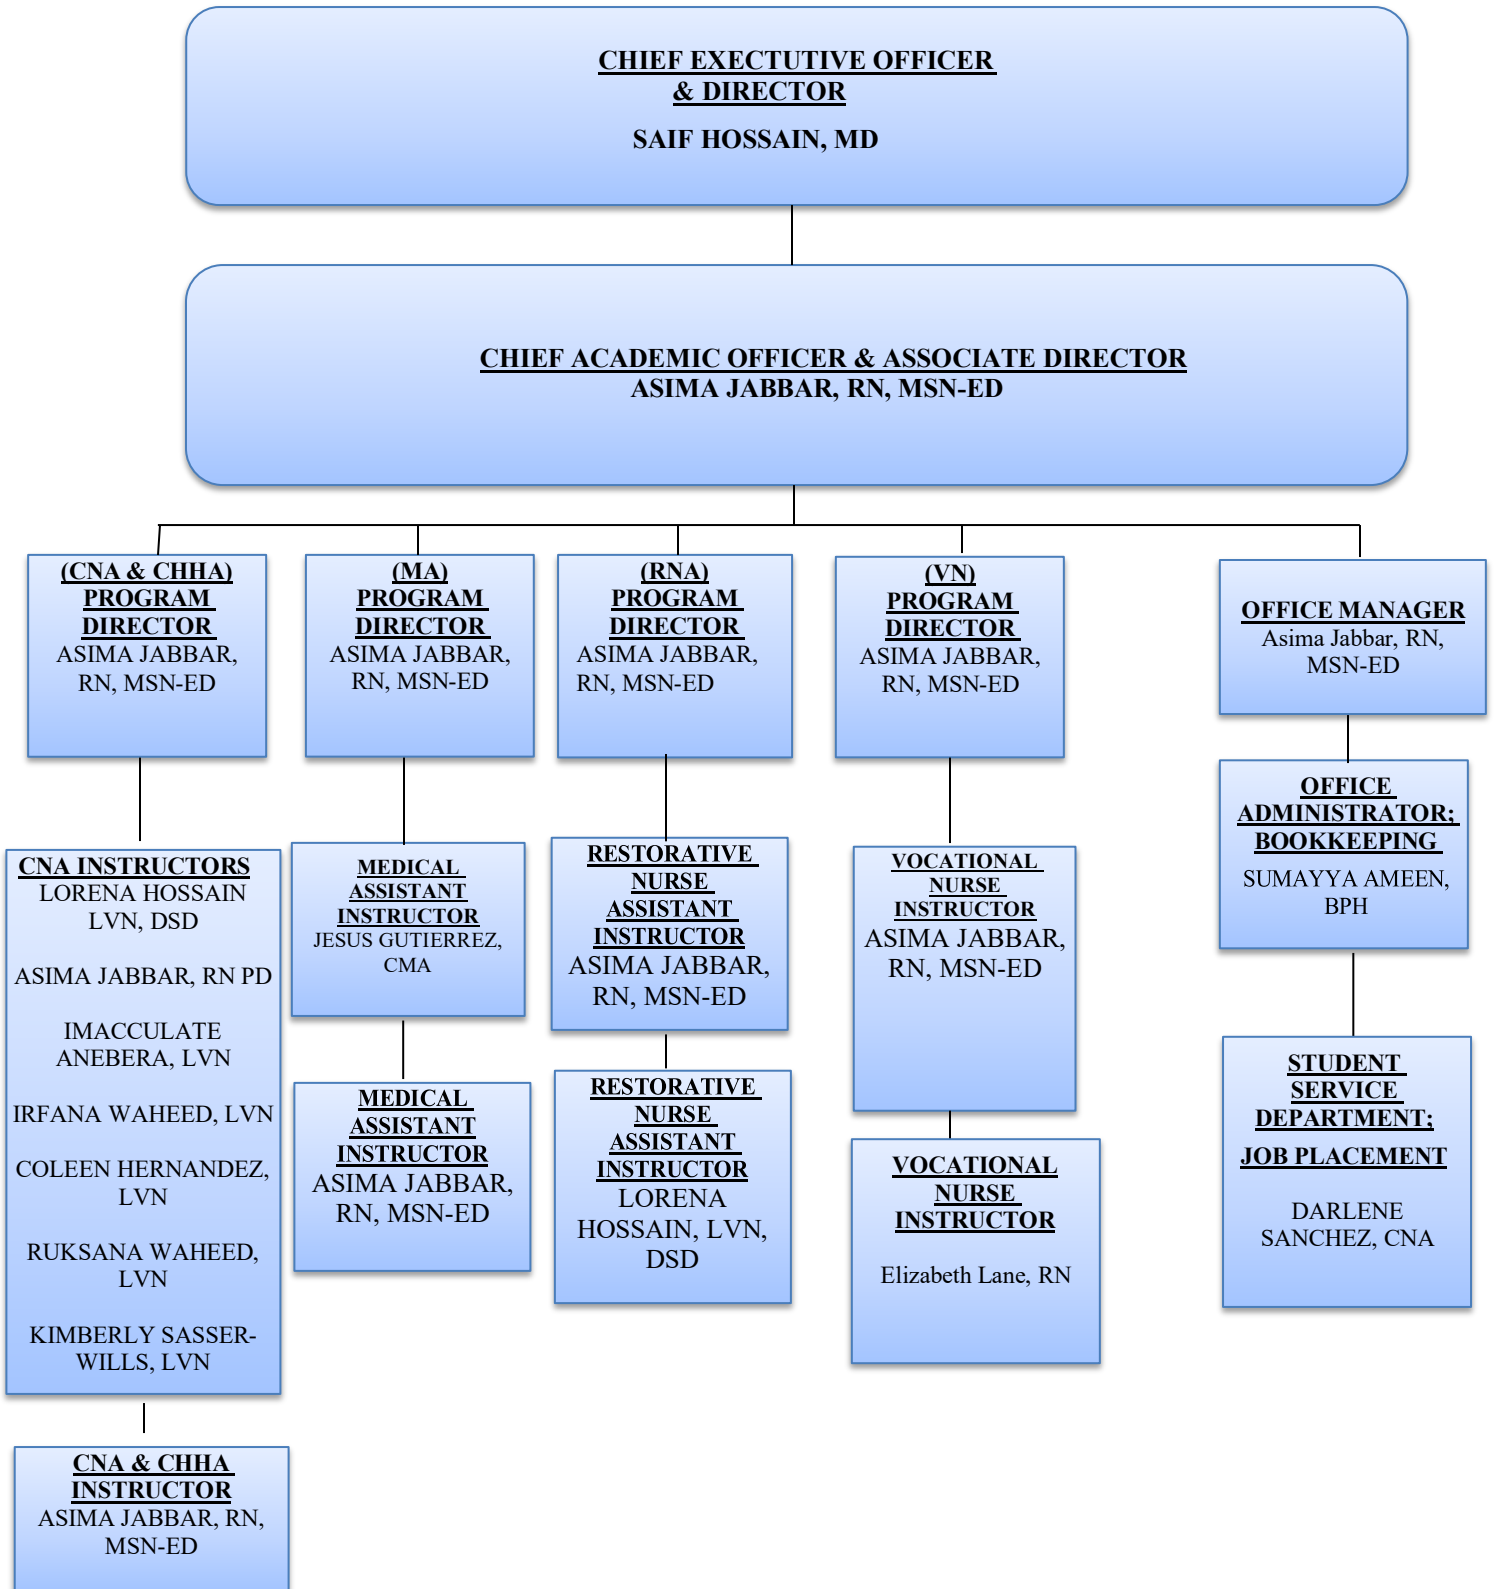 CHIEF EXECTUTIVE OFFICER
& DIRECTOR
SAIF HOSSAIN, MD
CHIEF ACADEMIC OFFICER & ASSOCIATE DIRECTOR
ASIMA JABBAR, RN, MSN-ED
(CNA & CHHA)
PROGRAM
DIRECTOR
ASIMA JABBAR,
RN, MSN-ED
(MA)
PROGRAM
DIRECTOR
ASIMA JABBAR,
RN, MSN-ED
(RNA)
PROGRAM
DIRECTOR
ASIMA JABBAR,
RN, MSN-ED
(VN)
PROGRAM
DIRECTOR
ASIMA JABBAR,
RN, MSN-ED
OFFICE MANAGER
Asima Jabbar, RN,
MSN-ED
CNA INSTRUCTORS
LORENA HOSSAIN
LVN, DSD
ASIMA JABBAR, RN PD
IMACCULATE
ANEBERA, LVN
IRFANA WAHEED, LVN
COLEEN HERNANDEZ,
LVN
RUKSANA WAHEED,
LVN
KIMBERLY SASSER-
WILLS, LVN
CNA & CHHA
INSTRUCTOR
ASIMA JABBAR, RN,
MSN-ED
MEDICAL
ASSISTANT
INSTRUCTOR
JESUS GUTIERREZ,
CMA
MEDICAL
ASSISTANT
INSTRUCTOR
ASIMA JABBAR,
RN, MSN-ED
RESTORATIVE
NURSE
ASSISTANT
INSTRUCTOR
ASIMA JABBAR,
RN, MSN-ED
RESTORATIVE
NURSE
ASSISTANT
INSTRUCTOR
LORENA
HOSSAIN, LVN,
DSD
VOCATIONAL
NURSE
INSTRUCTOR
ASIMA JABBAR,
RN, MSN-ED
VOCATIONAL
NURSE
INSTRUCTOR
Elizabeth Lane, RN
OFFICE
ADMINISTRATOR;
BOOKKEEPING
SUMAYYA AMEEN,
BPH
STUDENT
SERVICE
DEPARTMENT;
JOB PLACEMENT
DARLENE
SANCHEZ, CNA